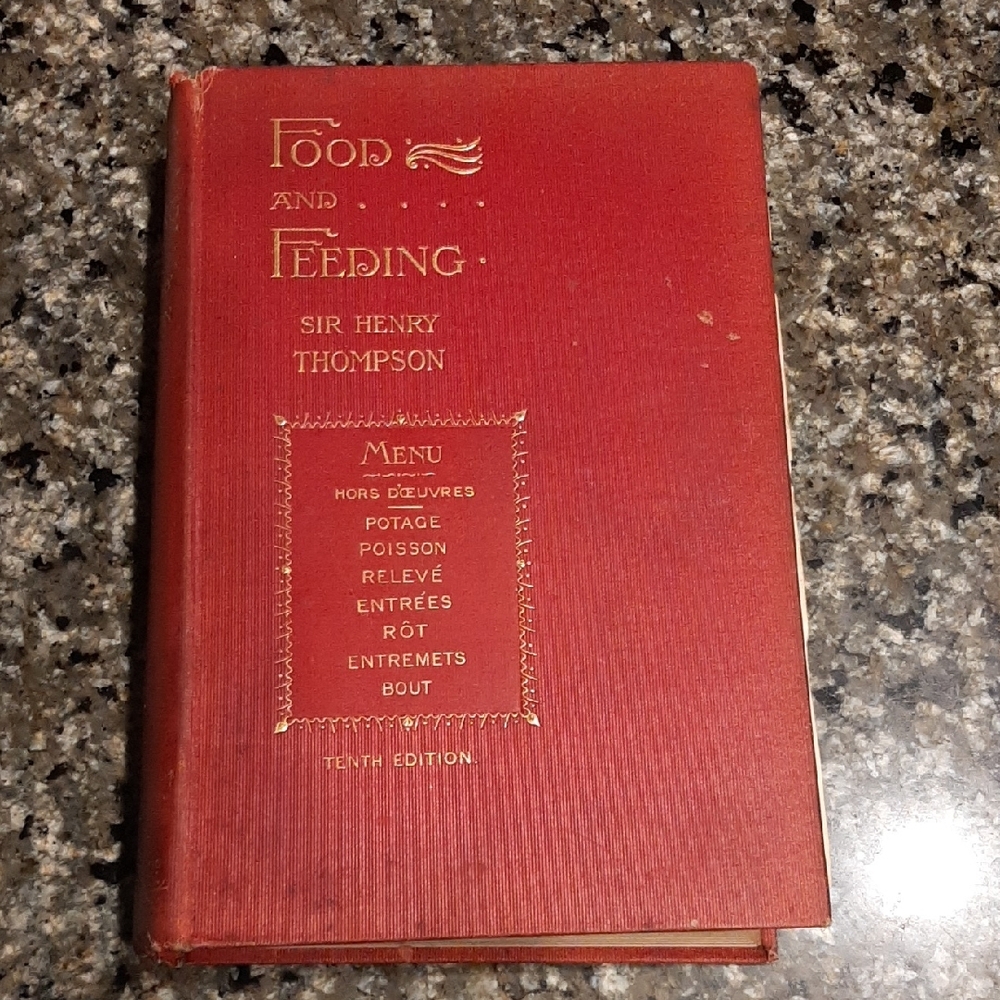 FOOD
AND . . . .
FEEDING .
SIR HENRY
THOMPSON
MENU
HORS D'ŒUVRES
POTAGE
POISSON
RELEVÉ
ENTRÉES
RÔT
ENTREMETS
BOUT
TENTH EDITION.